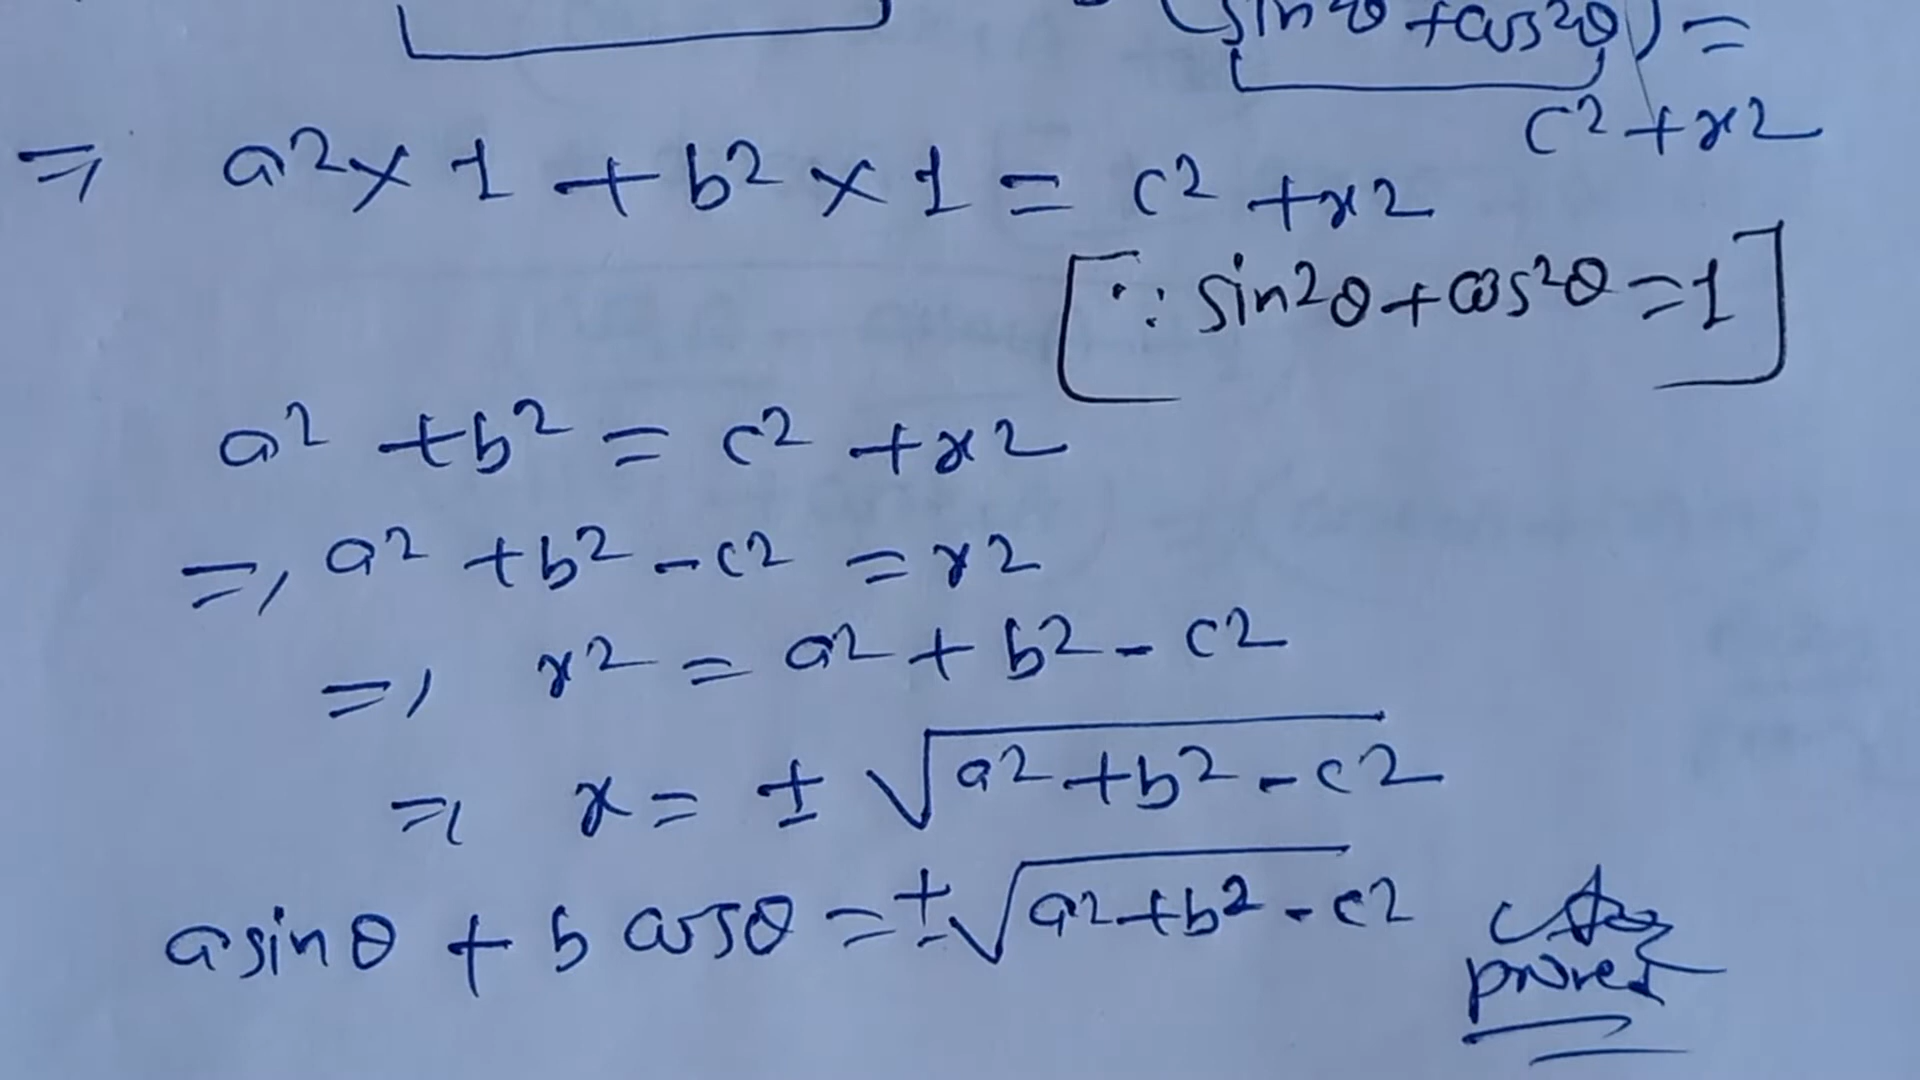 (sin²θ + cos²θ) =
c² + x²
⇒ a² × 1 + b² × 1 = c² + x²
[∵ sin²θ + cos²θ = 1]
a² + b² = c² + x²
⇒, a² + b² - c² = x²
⇒, x² = a² + b² - c²
⇒, x = ± √a² + b² - c²
a sin θ + b cos θ = ± √a² + b² - c²
proved